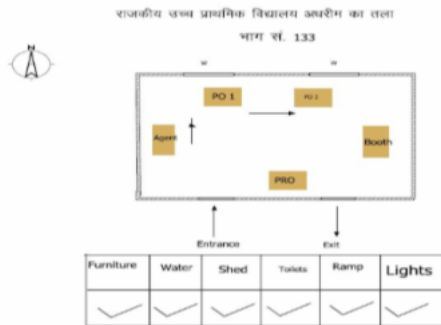 राजकीय उच्च प्राथमिक विद्यालय अधरीम का तला
भाग सं. 133
N
W W
PO 1 PO 2
Agent Booth
PRO
Entrance Exit
Furniture Water Shed Toilets Ramp Lights